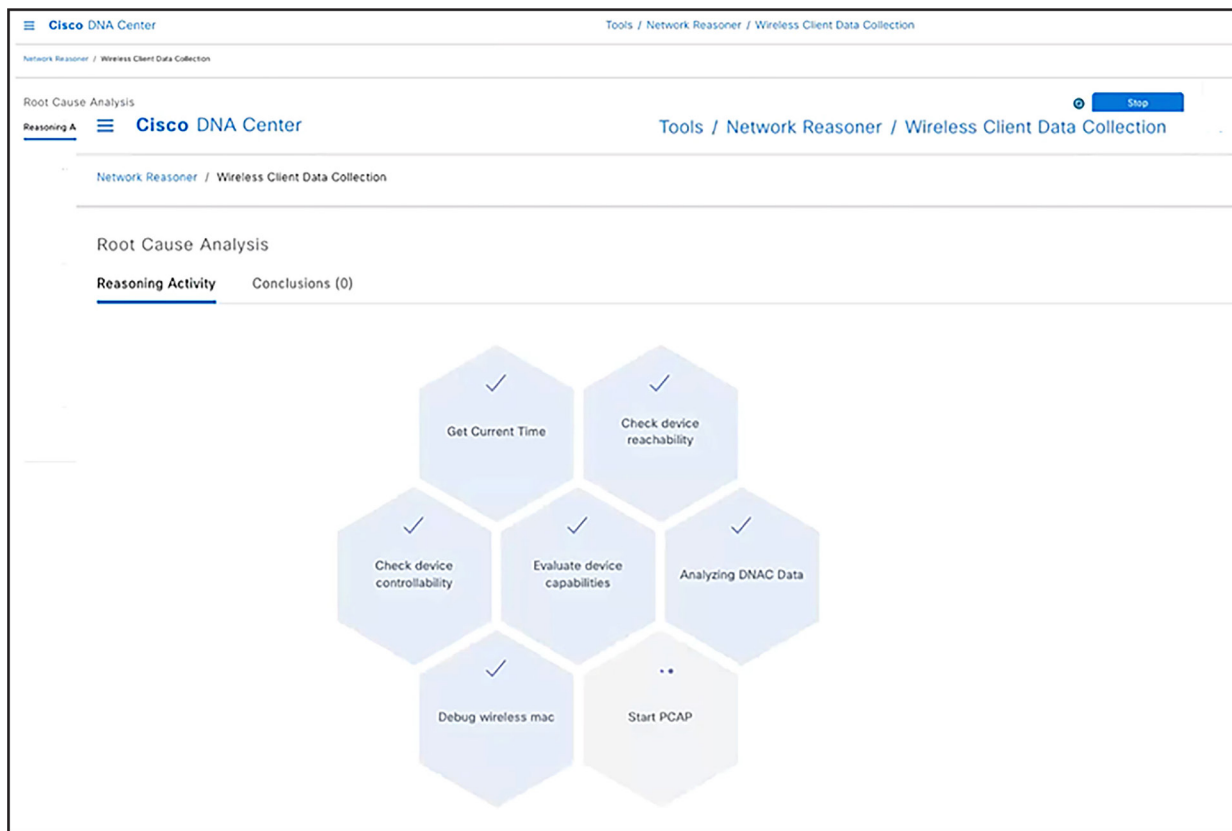 Cisco DNA Center
Tools / Network Reasoner / Wireless Client Data Collection
Network Reasoner / Wireless Client Data Collection
Root Cause Analysis
Stop
Reasoning A
Cisco DNA Center
Tools / Network Reasoner / Wireless Client Data Collection
Network Reasoner / Wireless Client Data Collection
Root Cause Analysis
Reasoning Activity
Conclusions (0)
Get Current Time
Check device
reachability
Check device
controllability
Evaluate device
capabilities
Analyzing DNAC Data
Debug wireless mac
Start PCAP